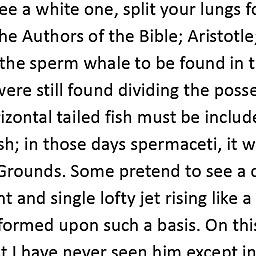 ee a white one, split your lungs fo
he Authors of the Bible; Aristotle;
the sperm whale to be found in t
were still found dividing the posse
rizontal tailed fish must be include
sh; in those days spermaceti, it w
Grounds. Some pretend to see a d
nt and single lofty jet rising like a
formed upon such a basis. On this
t I have never seen him except in